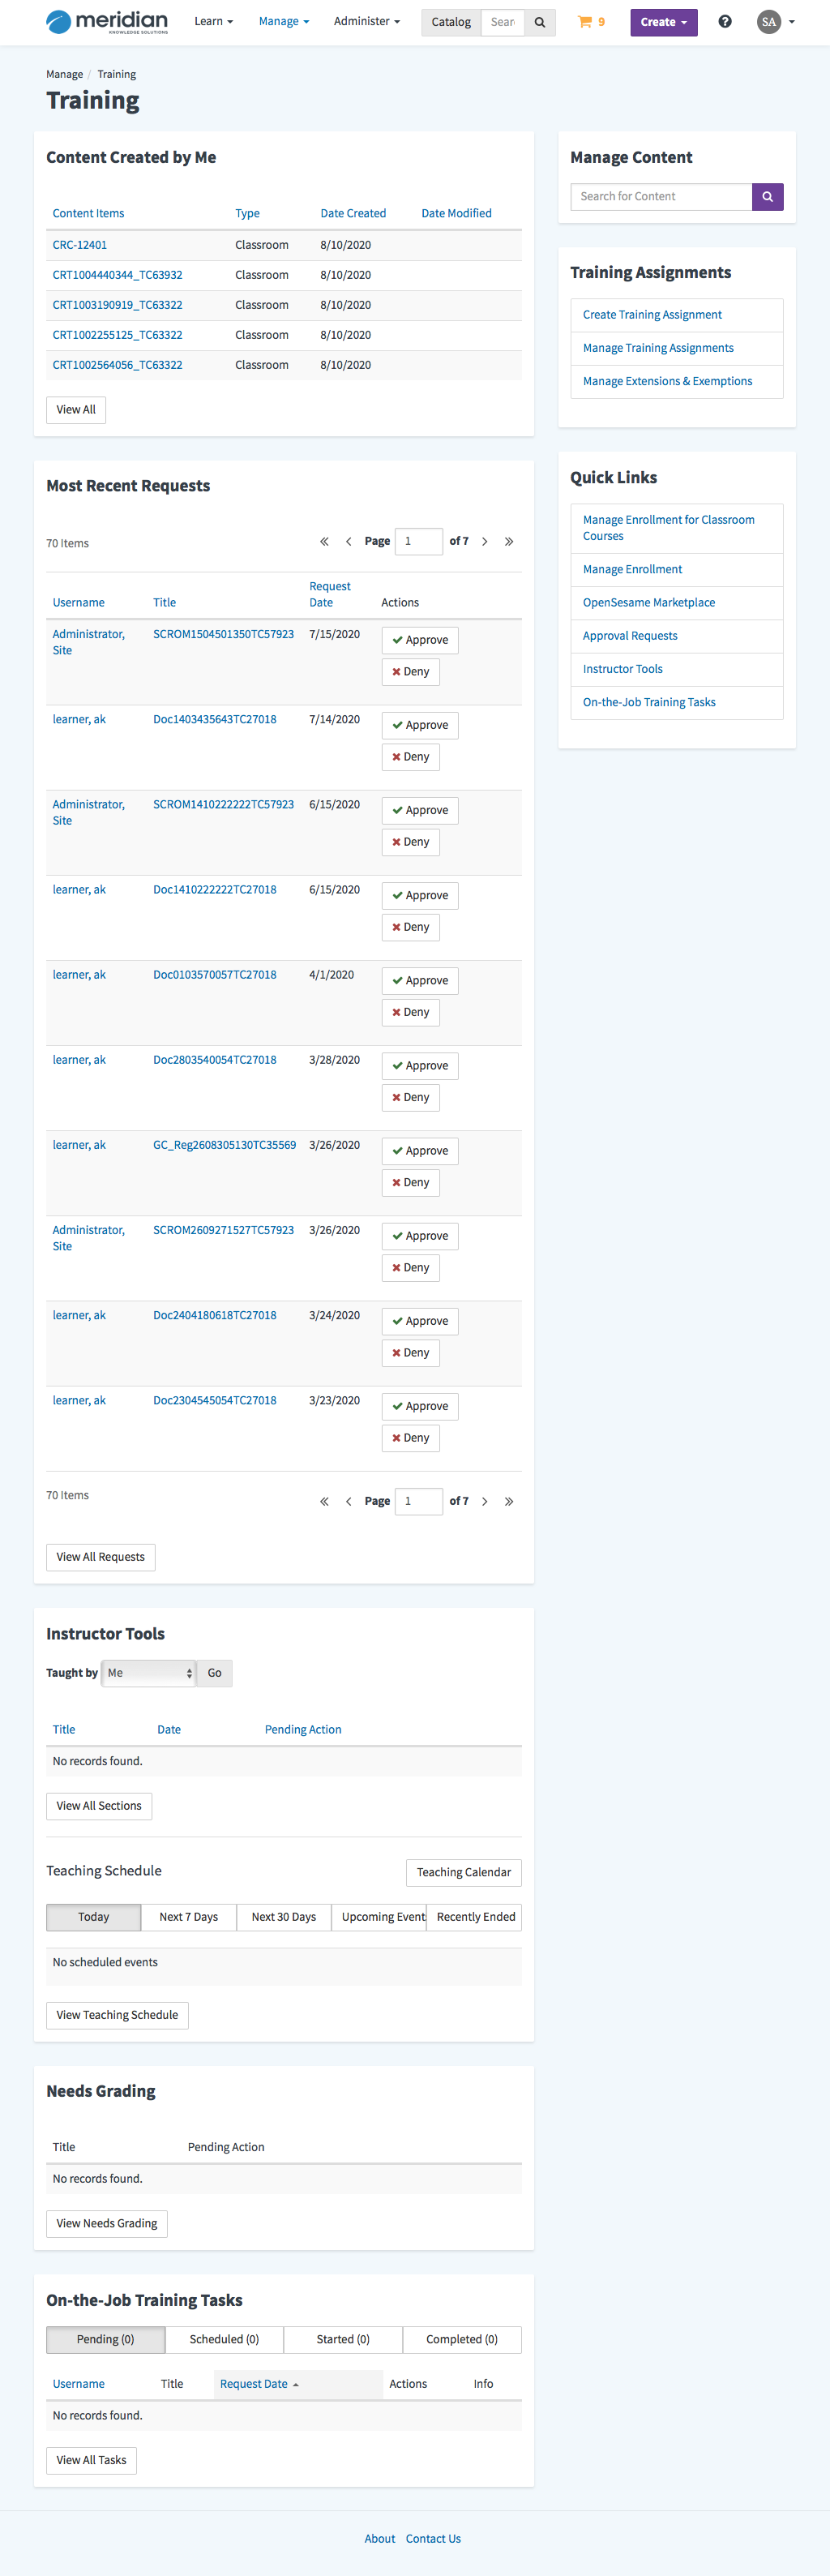 meridian
KNOWLEDGE SOLUTIONS
Learn Manage Administer Catalog Sear 9 Create SA
Manage / Training
Training
Content Created by Me
Content Items Type Date Created Date Modified
CRC-12401 Classroom 8/10/2020
CRT1004440344_TC63932 Classroom 8/10/2020
CRT1003190919_TC63322 Classroom 8/10/2020
CRT1002255125_TC63322 Classroom 8/10/2020
CRT1002564056_TC63322 Classroom 8/10/2020
View All
Most Recent Requests
70 Items Page 1 of 7
Username Title Request Date Actions
Administrator, Site SCROM1504501350TC57923 7/15/2020 Approve
Deny
learner, ak Doc1403435643TC27018 7/14/2020 Approve
Deny
Administrator, Site SCROM1410222222TC57923 6/15/2020 Approve
Deny
learner, ak Doc1410222222TC27018 6/15/2020 Approve
Deny
learner, ak Doc0103570057TC27018 4/1/2020 Approve
Deny
learner, ak Doc2803540054TC27018 3/28/2020 Approve
Deny
learner, ak GC_Reg2608305130TC35569 3/26/2020 Approve
Deny
Administrator, Site SCROM2609271527TC57923 3/26/2020 Approve
Deny
learner, ak Doc2404180618TC27018 3/24/2020 Approve
Deny
learner, ak Doc2304545054TC27018 3/23/2020 Approve
Deny
70 Items Page 1 of 7
View All Requests
Instructor Tools
Taught by Me Go
Title Date Pending Action
No records found.
View All Sections
Teaching Schedule Teaching Calendar
Today Next 7 Days Next 30 Days Upcoming Event Recently Ended
No scheduled events
View Teaching Schedule
Needs Grading
Title Pending Action
No records found.
View Needs Grading
On-the-Job Training Tasks
Pending (0) Scheduled (0) Started (0) Completed (0)
Username Title Request Date Actions Info
No records found.
View All Tasks
Manage Content
Search for Content
Training Assignments
Create Training Assignment
Manage Training Assignments
Manage Extensions & Exemptions
Quick Links
Manage Enrollment for Classroom
Courses
Manage Enrollment
OpenSesame Marketplace
Approval Requests
Instructor Tools
On-the-Job Training Tasks
About Contact Us